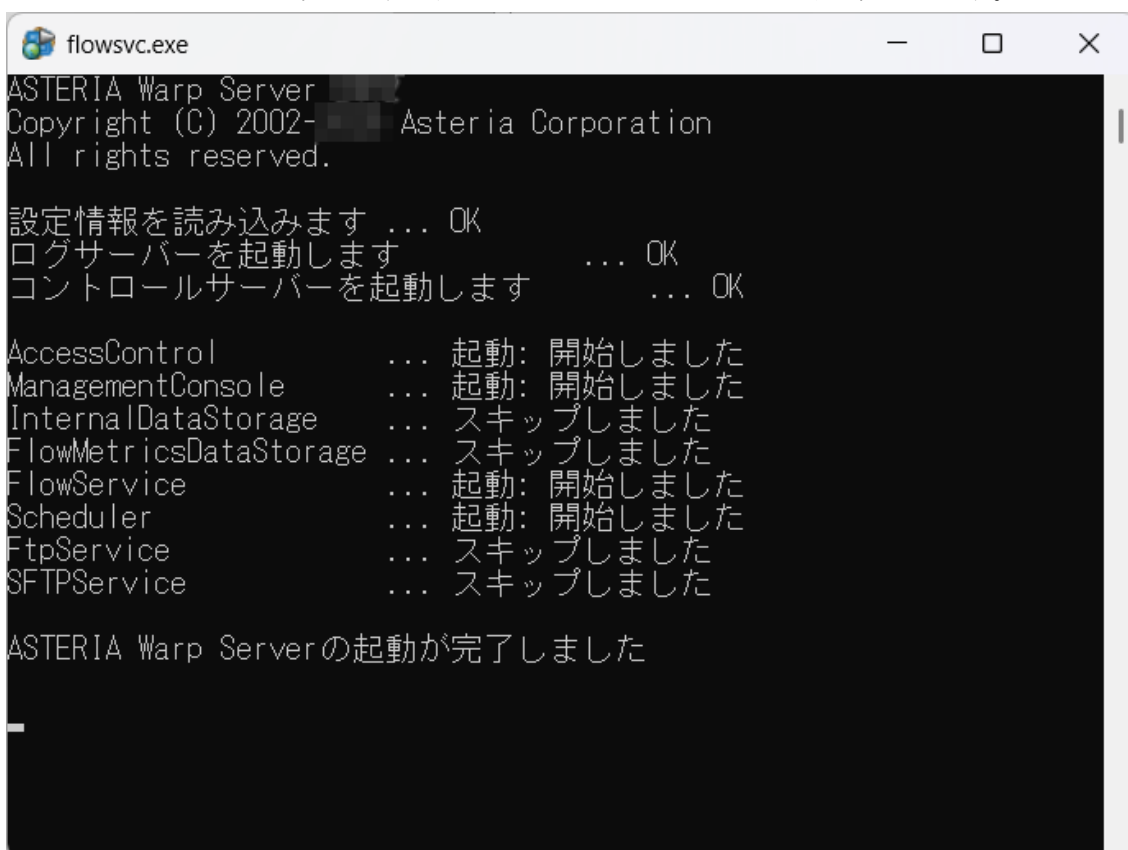 flowsvc.exe
ASTERIA Warp Server
Copyright (C) 2002- Asteria Corporation
All rights reserved.
設定情報を読み込みます ... OK
ログサーバーを起動します ... OK
コントロールサーバーを起動します ... OK
AccessControl ... 起動: 開始しました
ManagementConsole ... 起動: 開始しました
InternalDataStorage ... スキップしました
FlowMetricsDataStorage ... スキップしました
FlowService ... 起動: 開始しました
Scheduler ... 起動: 開始しました
FtpService ... スキップしました
SFTPService ... スキップしました
ASTERIA Warp Serverの起動が完了しました